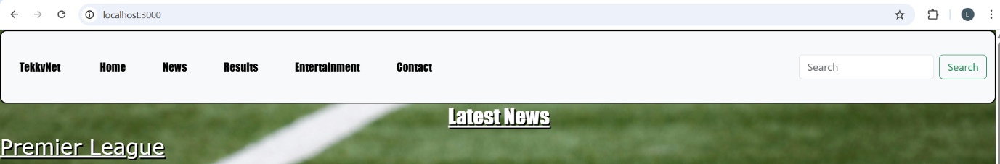 localhost:3000
L
TekkyNet Home News Results Entertainment Contact Search Search
Latest News
Premier League